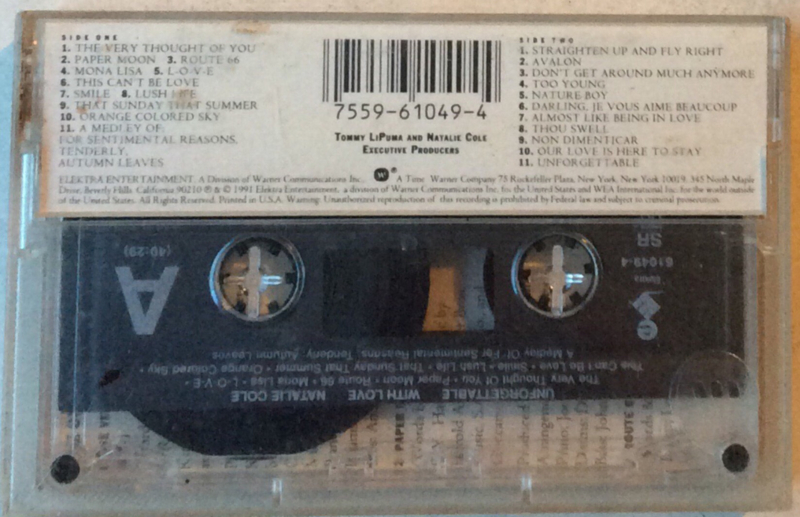 SIDE ONE
1. THE VERY THOUGHT OF YOU
2. PAPER MOON 3. ROUTE 66
4. MONA LISA 5. L-O-V-E
6. THIS CAN'T BE LOVE
7. SMILE 8. LUSH LIFE
9. THAT SUNDAY THAT SUMMER
10. ORANGE COLORED SKY
11. A MEDLEY OF:
FOR SENTIMENTAL REASONS,
TENDERLY,
AUTUMN LEAVES
7559-61049-4
TOMMY LIPUMA AND NATALIE COLE
EXECUTIVE PRODUCERS
SIDE TWO
1. STRAIGHTEN UP AND FLY RIGHT
2. AVALON
3. DON'T GET AROUND MUCH ANYMORE
4. TOO YOUNG
5. NATURE BOY
6. DARLING, JE VOUS AIME BEAUCOUP
7. ALMOST LIKE BEING IN LOVE
8. THOU SWELL
9. NON DIMENTICAR
10. OUR LOVE IS HERE TO STAY
11. UNFORGETTABLE
ELEKTRA ENTERTAINMENT, A Division of Warner Communications Inc. W ® A Time Warner Company 75 Rockefeller Plaza, New York, New York 10019. 345 North Maple
Drive, Beverly Hills, California 90210 ℗ & © 1991 Elektra Entertainment, a division of Warner Communications Inc. for the United States and WEA International Inc. for the world outside
of the United States. All Rights Reserved. Printed in U.S.A. Warning: Unauthorized reproduction of this recording is prohibited by Federal law and subject to criminal prosecution.
UNFORGETTABLE WITH LOVE NATALIE COLE
The Very Thought Of You • Paper Moon • Route 66 • Mona Lisa • L-O-V-E •
This Can't Be Love • Smile • Lush Life • That Sunday That Summer • Orange Colored Sky •
A Medley Of: For Sentimental Reasons, Tenderly, Autumn Leaves
A
(40:29)
61049-4
SR
2 PAPER
ROUTE 6